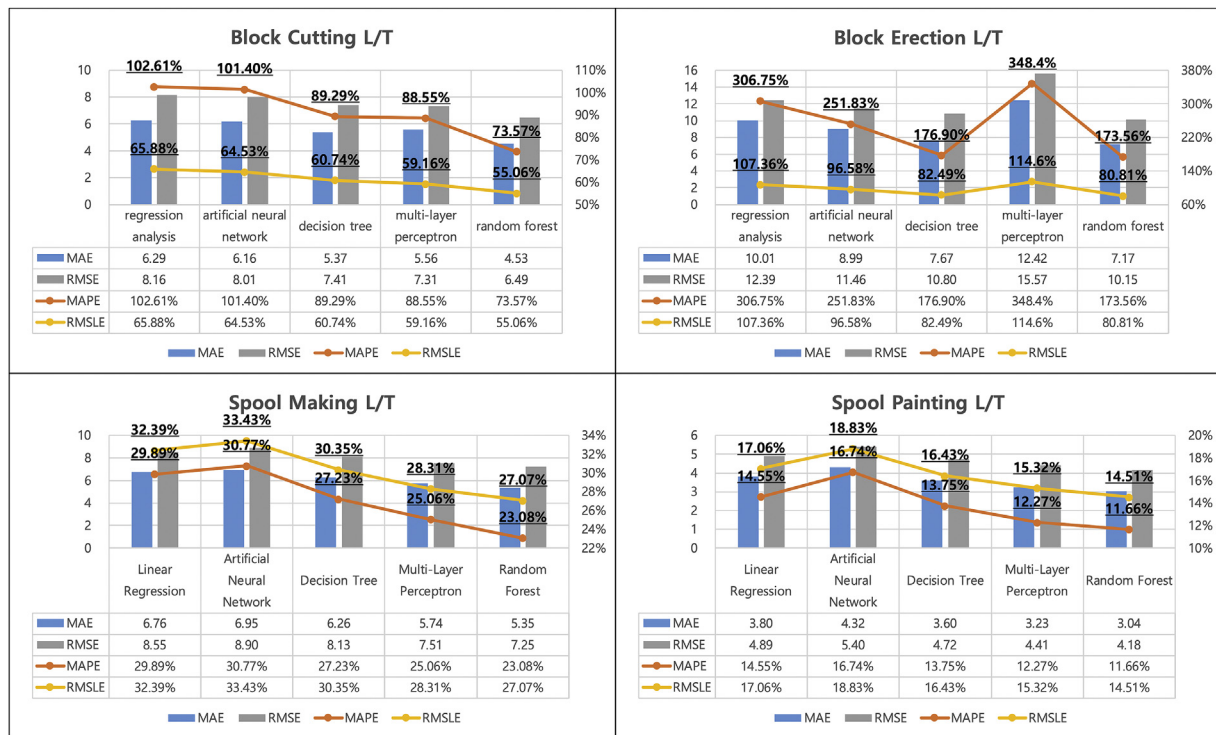 Block Cutting L/T
102.61% 101.40% 89.29% 88.55% 73.57%
65.88% 64.53% 60.74% 59.16% 55.06%
10
8
6
4
2
0
110%
100%
90%
80%
70%
60%
50%
regression analysis artificial neural network decision tree multi-layer perceptron random forest
MAE 6.29 6.16 5.37 5.56 4.53
RMSE 8.16 8.01 7.41 7.31 6.49
MAPE 102.61% 101.40% 89.29% 88.55% 73.57%
RMSLE 65.88% 64.53% 60.74% 59.16% 55.06%
MAE RMSE MAPE RMSLE
Block Erection L/T
306.75% 251.83% 176.90% 348.4% 173.56%
107.36% 96.58% 82.49% 114.6% 80.81%
16
14
12
10
8
6
4
2
0
380%
300%
220%
140%
60%
regression analysis artificial neural network decision tree multi-layer perceptron random forest
MAE 10.01 8.99 7.67 12.42 7.17
RMSE 12.39 11.46 10.80 15.57 10.15
MAPE 306.75% 251.83% 176.90% 348.4% 173.56%
RMSLE 107.36% 96.58% 82.49% 114.6% 80.81%
MAE RMSE MAPE RMSLE
Spool Making L/T
32.39% 33.43% 30.35% 28.31% 27.07%
29.89% 30.77% 27.23% 25.06% 23.08%
10
8
6
4
2
0
34%
32%
30%
28%
26%
24%
22%
Linear Regression Artificial Neural Network Decision Tree Multi-Layer Perceptron Random Forest
MAE 6.76 6.95 6.26 5.74 5.35
RMSE 8.55 8.90 8.13 7.51 7.25
MAPE 29.89% 30.77% 27.23% 25.06% 23.08%
RMSLE 32.39% 33.43% 30.35% 28.31% 27.07%
MAE RMSE MAPE RMSLE
Spool Painting L/T
17.06% 18.83% 16.43% 15.32% 14.51%
14.55% 16.74% 13.75% 12.27% 11.66%
6
5
4
3
2
1
0
20%
18%
16%
14%
12%
10%
Linear Regression Artificial Neural Network Decision Tree Multi-Layer Perceptron Random Forest
MAE 3.80 4.32 3.60 3.23 3.04
RMSE 4.89 5.40 4.72 4.41 4.18
MAPE 14.55% 16.74% 13.75% 12.27% 11.66%
RMSLE 17.06% 18.83% 16.43% 15.32% 14.51%
MAE RMSE MAPE RMSLE